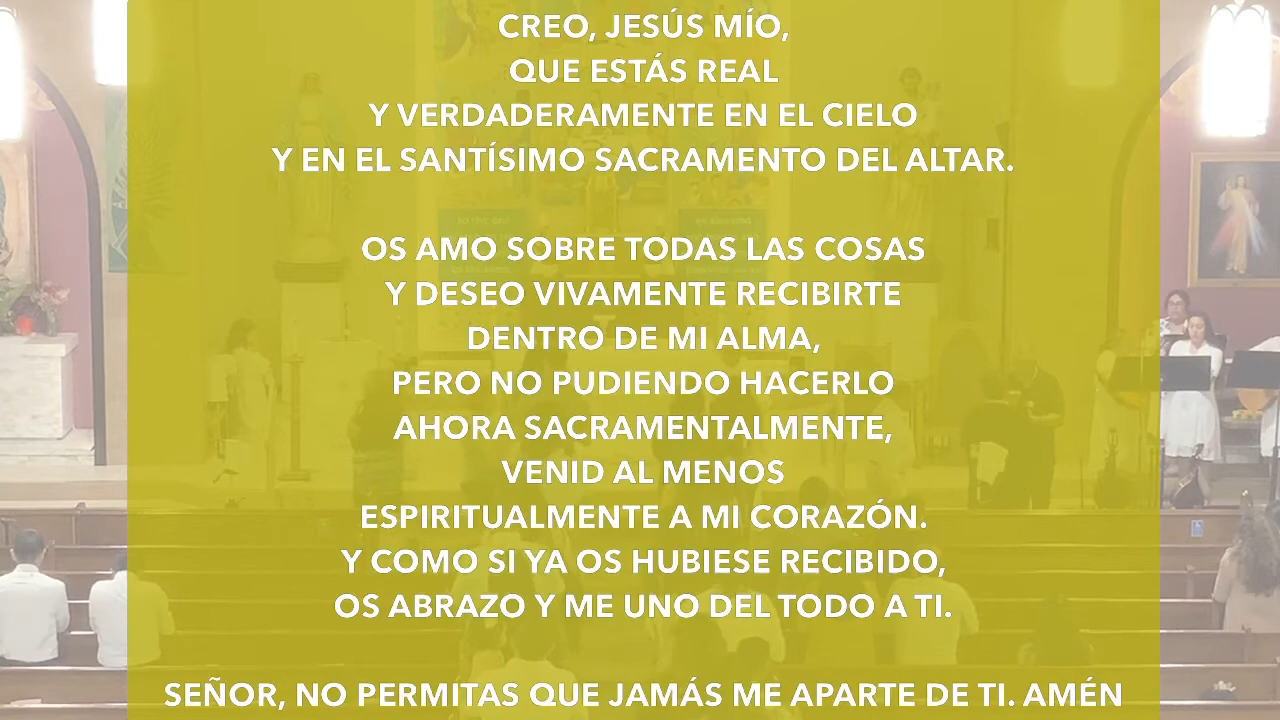 CREO, JESÚS MÍO,
QUE ESTÁS REAL
Y VERDADERAMENTE EN EL CIELO
Y EN EL SANTÍSIMO SACRAMENTO DEL ALTAR.
OS AMO SOBRE TODAS LAS COSAS
Y DESEO VIVAMENTE RECIBIRTE
DENTRO DE MI ALMA,
PERO NO PUDIENDO HACERLO
AHORA SACRAMENTALMENTE,
VENID AL MENOS
ESPIRITUALMENTE A MI CORAZÓN.
Y COMO SI YA OS HUBIESE RECIBIDO,
OS ABRAZO Y ME UNO DEL TODO A TI.
SEÑOR, NO PERMITAS QUE JAMÁS ME APARTE DE TI. AMÉN